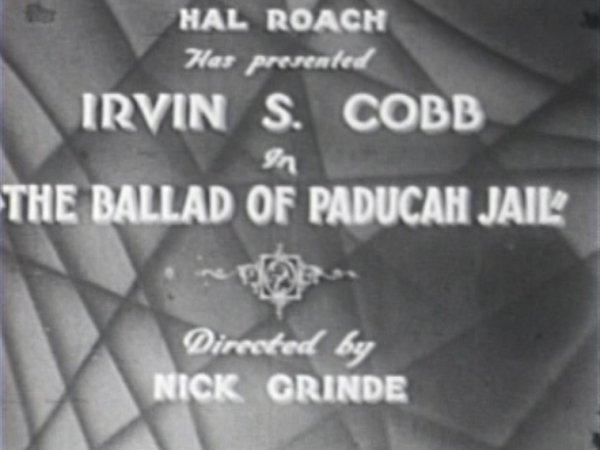 HAL ROACH
Has presented
IRVIN S. COBB
In
"THE BALLAD OF PADUCAH JAIL"
Directed by
NICK GRINDE